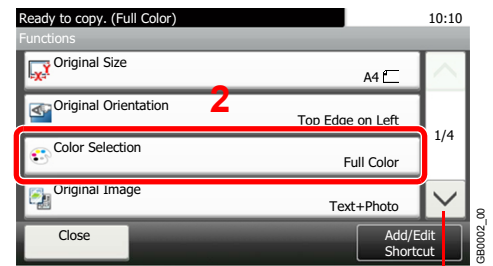 Ready to copy. (Full Color)
10:10
Functions
Original Size
A4
Original Orientation
2
Top Edge on Left
1/4
Color Selection
Full Color
Original Image
Text+Photo
Close
Add/Edit
Shortcut
GB0002_00